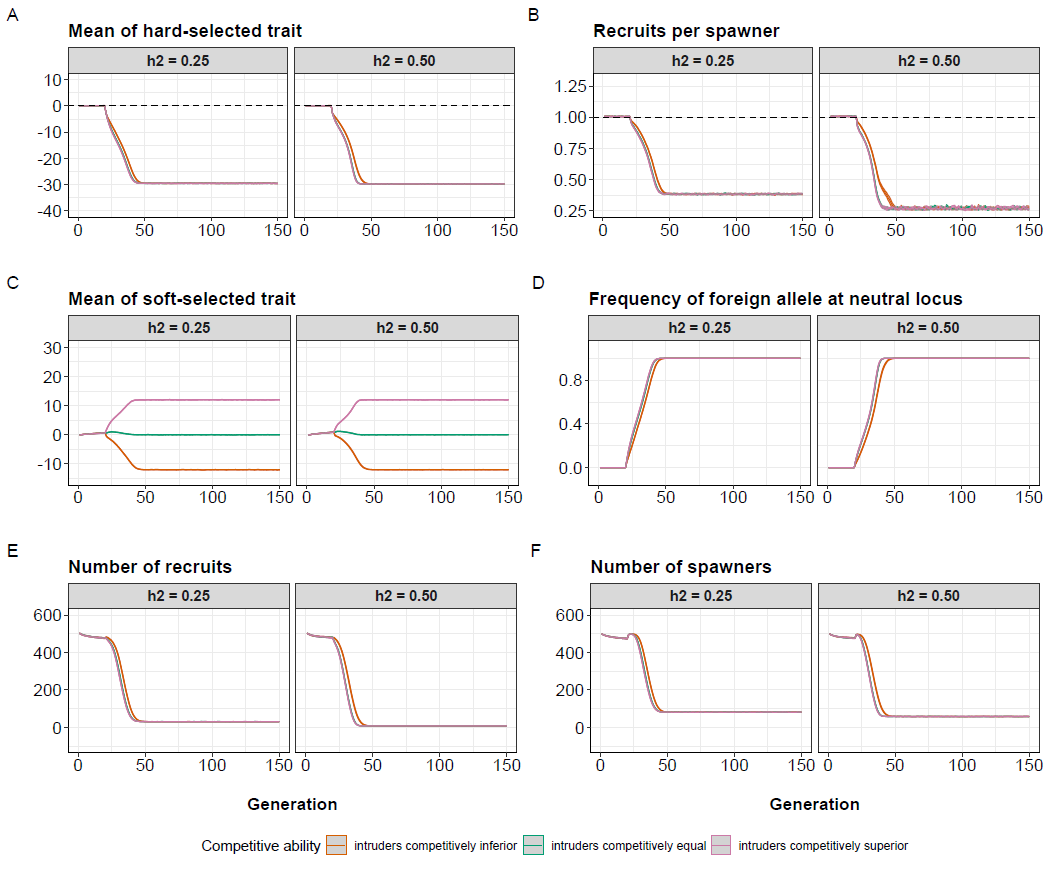 A
Mean of hard-selected trait
h2 = 0.25
h2 = 0.50
10
0
-10
-20
-30
-40
0
50
100
150
0
50
100
150
B
Recruits per spawner
h2 = 0.25
h2 = 0.50
1.25
1.00
0.75
0.50
0.25
0
50
100
150
0
50
100
150
C
Mean of soft-selected trait
h2 = 0.25
h2 = 0.50
30
20
10
0
-10
0
50
100
150
0
50
100
150
D
Frequency of foreign allele at neutral locus
h2 = 0.25
h2 = 0.50
0.8
0.4
0.0
0
50
100
150
0
50
100
150
E
Number of recruits
h2 = 0.25
h2 = 0.50
600
400
200
0
0
50
100
150
0
50
100
150
Generation
F
Number of spawners
h2 = 0.25
h2 = 0.50
600
400
200
0
0
50
100
150
0
50
100
150
Generation
Competitive ability
intruders competitively inferior
intruders competitively equal
intruders competitively superior